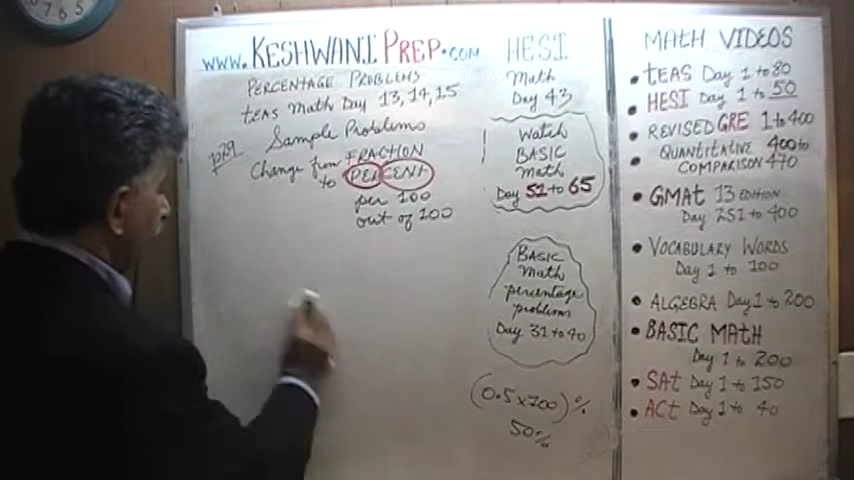 7 6 5
www.KESHWANIPREP.com
PERCENTAGE PROBLEMS
TEAS Math Day 13, 14, 15
Sample Problems
p29
Change from FRACTION
to PERCENT
per 100
out of 100
HESI
Math
Day 43
Watch
BASIC
Math
Day 51 to 65
BASIC
Math
percentage
problems
Day 31 to 40
(0.5 x 100) %
50%
MATH VIDEOS
• TEAS Day 1 to 80
• HESI Day 1 to 50
• REVISED GRE 1 to 400
• QUANTITATIVE 400 to
COMPARISON 470
• GMAT 13 EDITION
Day 251 to 400
• VOCABULARY WORDS
Day 1 to 100
• ALGEBRA Day 1 to 200
• BASIC MATH
Day 1 to 200
• SAT Day 1 to 150
• ACT Day 1 to 40